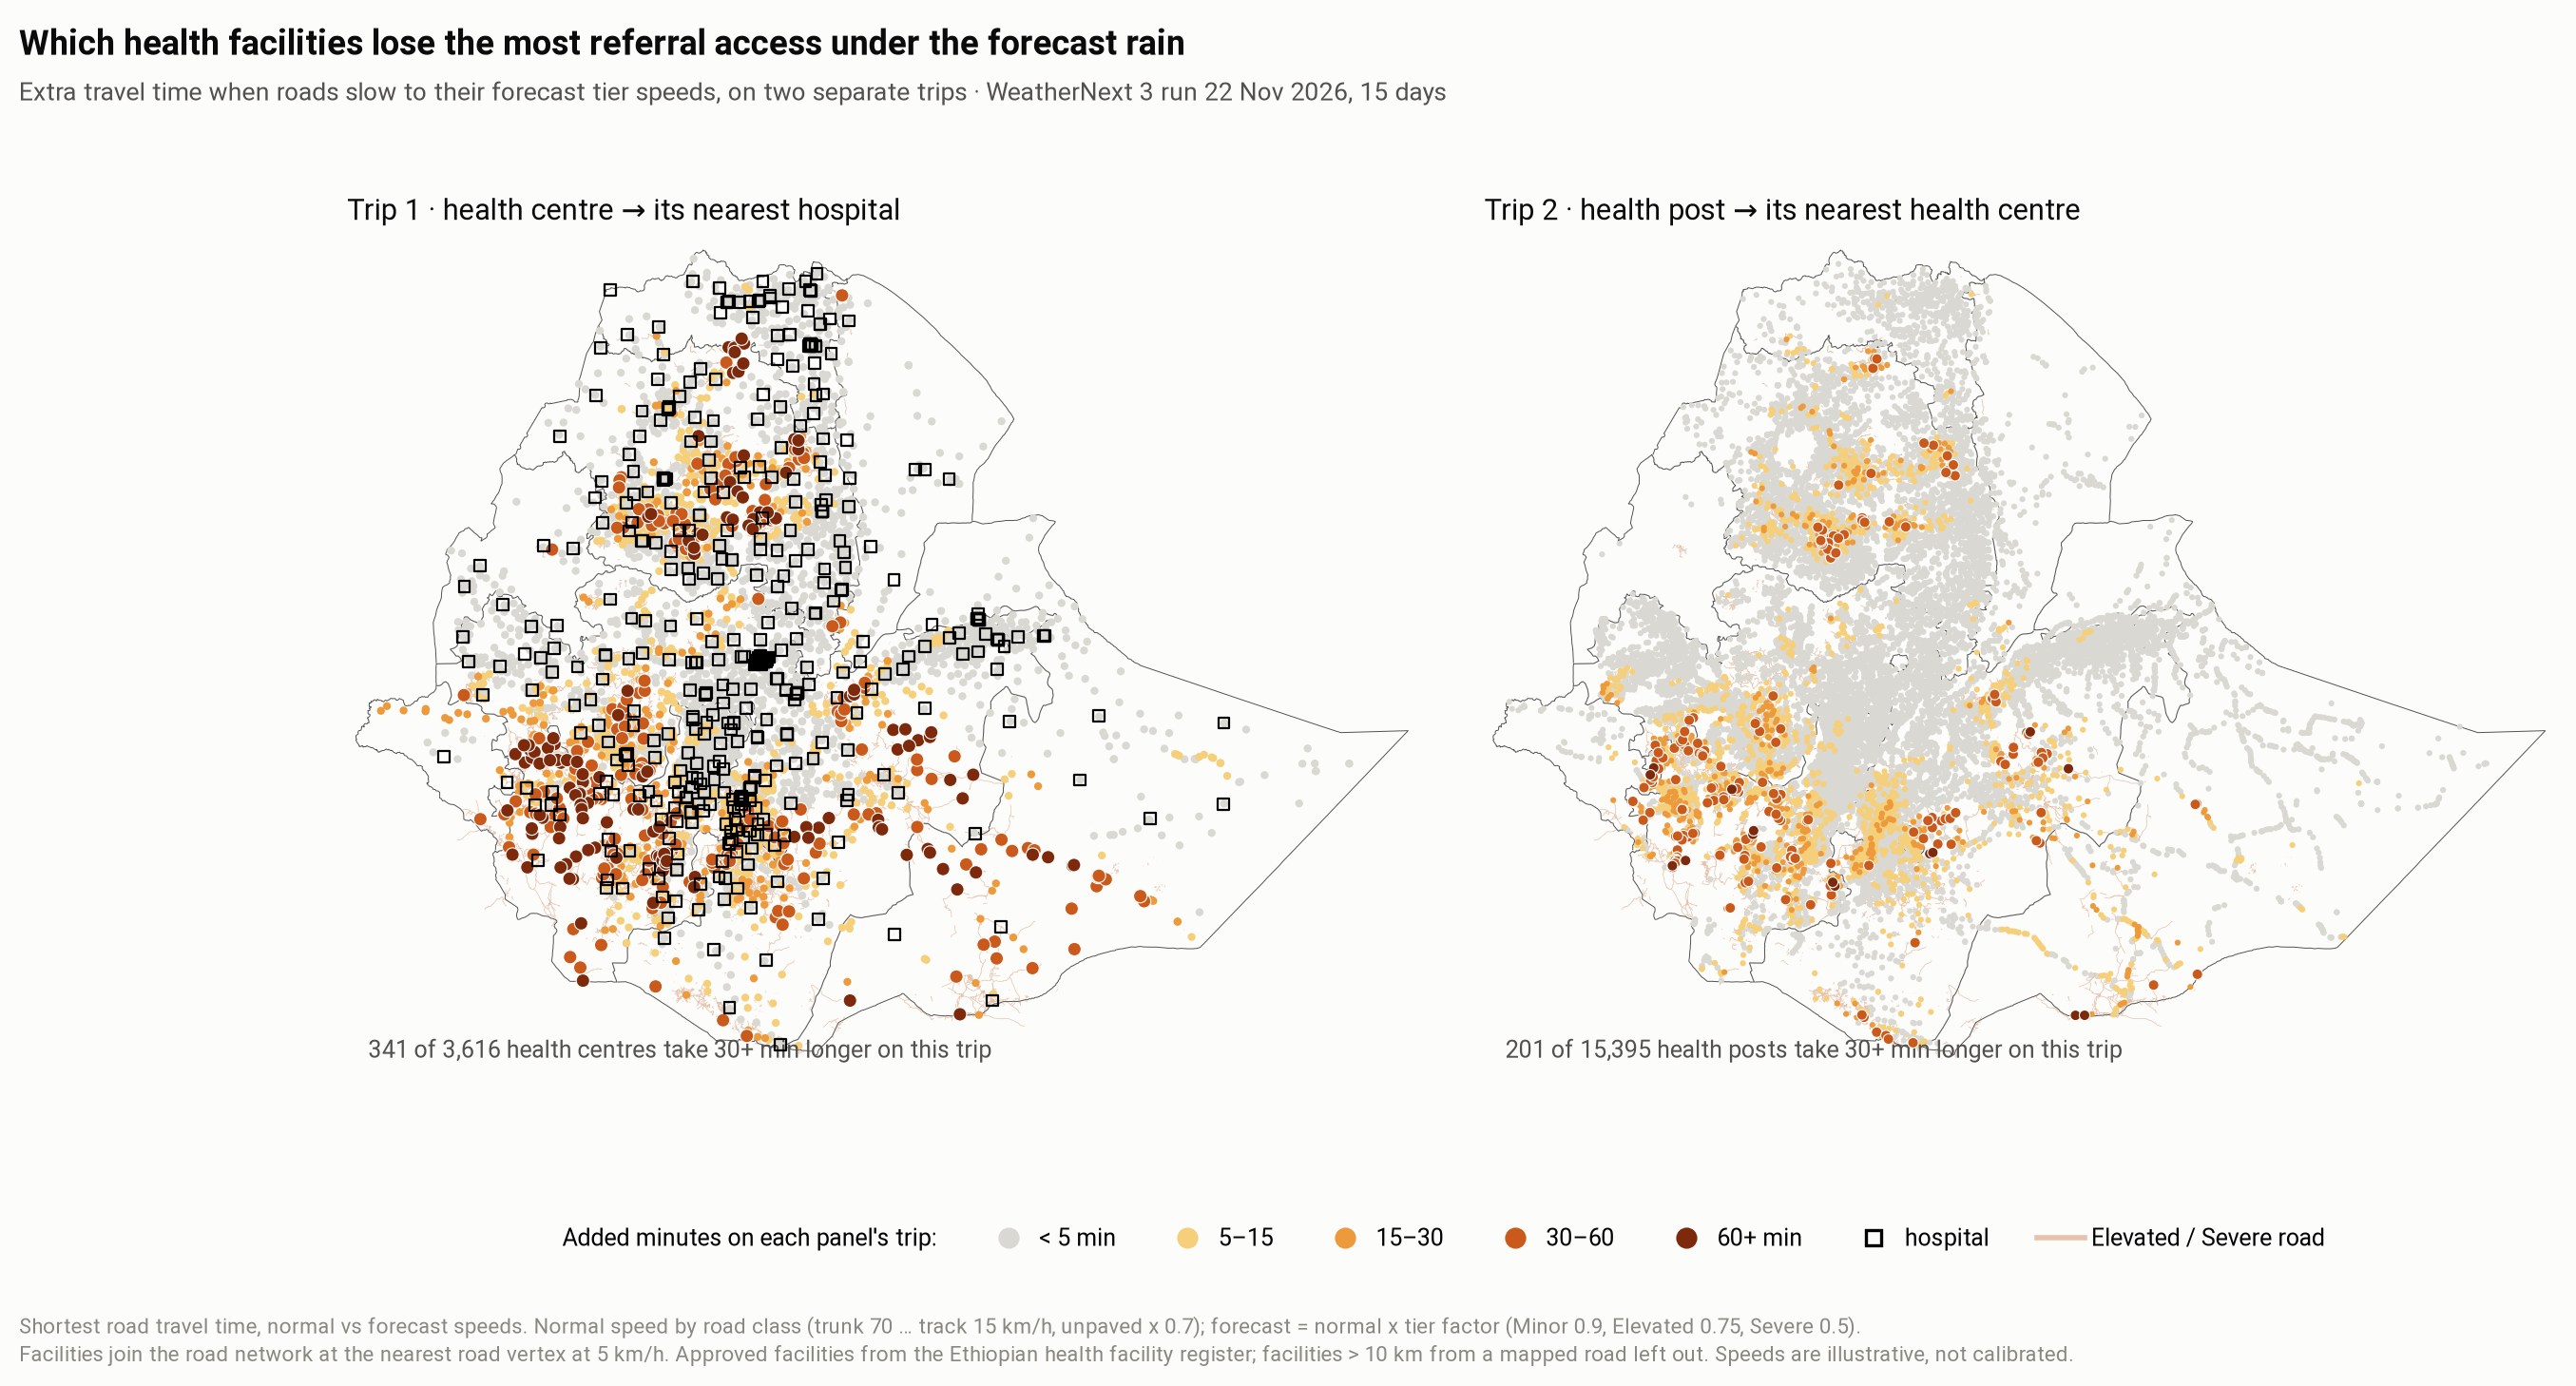 Which health facilities lose the most referral access under the forecast rain
Extra travel time when roads slow to their forecast tier speeds, on two separate trips · WeatherNext 3 run 22 Nov 2026, 15 days
Trip 1 · health centre → its nearest hospital
Trip 2 · health post → its nearest health centre
341 of 3,616 health centres take 30+ min longer on this trip
201 of 15,395 health posts take 30+ min longer on this trip
Added minutes on each panel's trip: < 5 min 5–15 15–30 30–60 60+ min hospital Elevated / Severe road
Shortest road travel time, normal vs forecast speeds. Normal speed by road class (trunk 70 … track 15 km/h, unpaved x 0.7); forecast = normal x tier factor (Minor 0.9, Elevated 0.75, Severe 0.5).
Facilities join the road network at the nearest road vertex at 5 km/h. Approved facilities from the Ethiopian health facility register; facilities > 10 km from a mapped road left out. Speeds are illustrative, not calibrated.